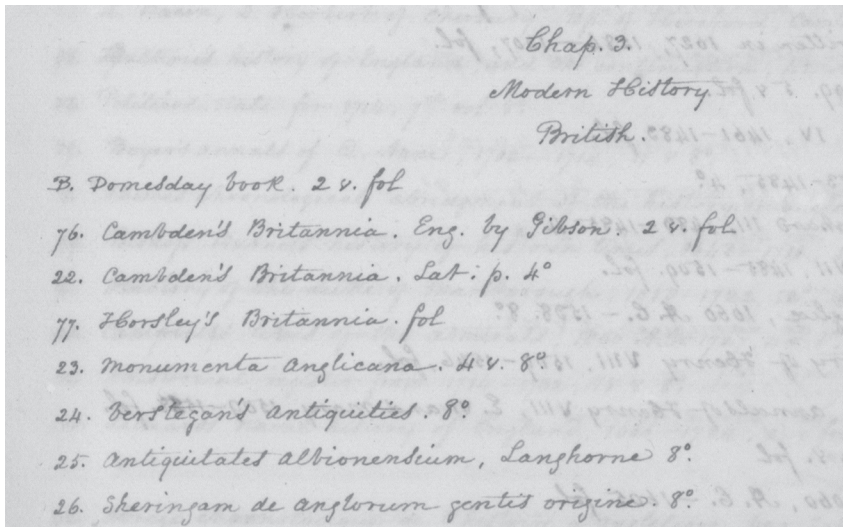 Chap. 3.
Modern History
British.
B. Domesday book. 2 v. fol
76. Cambden's Britannia. Eng. by Gibson. 2 v. fol
22. Cambden's Britannia. Lat. p. 4°
77. Horsley's Britannia. fol
23. Monumenta Anglicana. 4 v. 8°.
24. Verstegan's Antiquities. 8°.
25. Antiquitates Albionensium, Langhorne 8°.
26. Sheringam de Anglorum gentis origine. 8°.